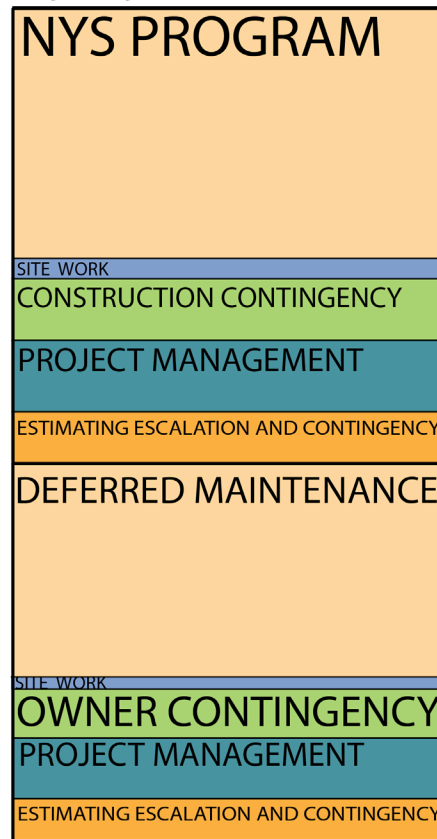 NYS PROGRAM
SITE WORK
CONSTRUCTION CONTINGENCY
PROJECT MANAGEMENT
ESTIMATING ESCALATION AND CONTINGENCY
DEFERRED MAINTENANCE
SITE WORK
OWNER CONTINGENCY
PROJECT MANAGEMENT
ESTIMATING ESCALATION AND CONTINGENCY